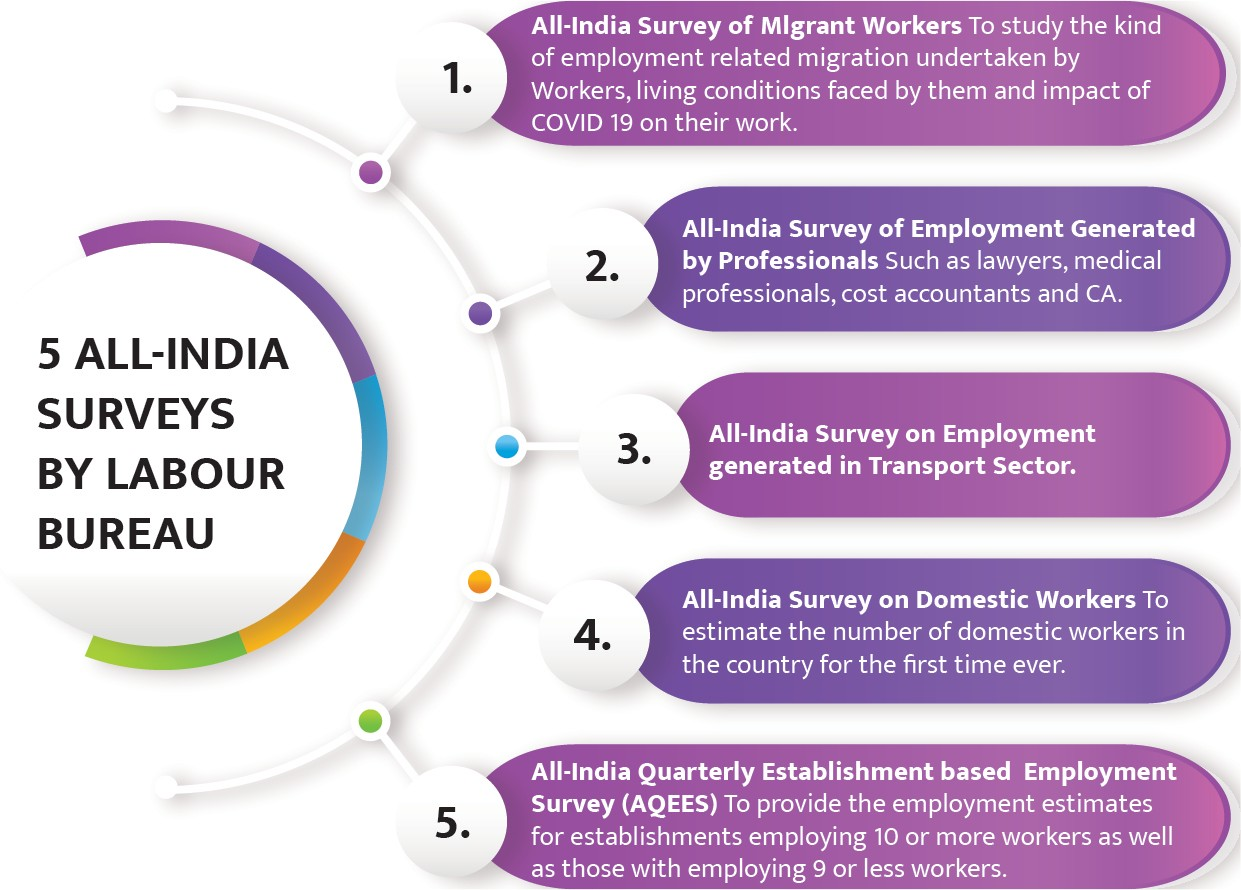 5 ALL-INDIA
SURVEYS
BY LABOUR
BUREAU
1.
All-India Survey of MIgrant Workers To study the kind
of employment related migration undertaken by
Workers, living conditions faced by them and impact of
COVID 19 on their work.
2.
All-India Survey of Employment Generated
by Professionals Such as lawyers, medical
professionals, cost accountants and CA.
3.
All-India Survey on Employment
generated in Transport Sector.
4.
All-India Survey on Domestic Workers To
estimate the number of domestic workers in
the country for the first time ever.
5.
All-India Quarterly Establishment based  Employment
Survey (AQEES) To provide the employment estimates
for establishments employing 10 or more workers as well
as those with employing 9 or less workers.